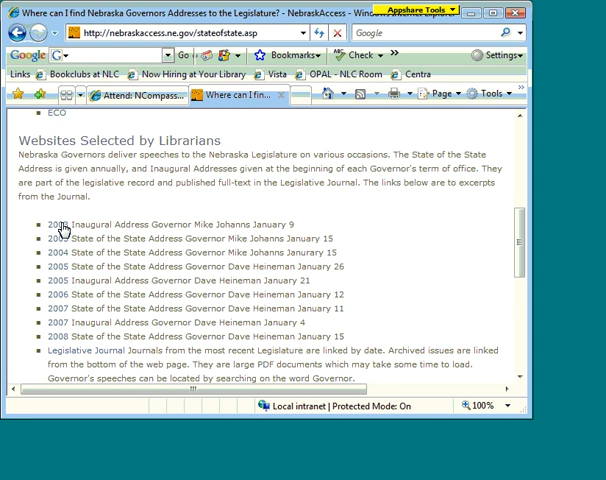 Where can I find Nebraska Governors Addresses to the Legislature? - NebraskaAccess - Windows
Appshare Tools
http://nebraskaccess.ne.gov/stateofstate.asp
Google
Google
Go
Bookmarks
Check
Settings
Links Bookclubs at NLC Now Hiring at Your Library Vista OPAL - NLC Room Centra
Attend: NCompass... Where can I fin... Page Tools
ECO
Websites Selected by Librarians
Nebraska Governors deliver speeches to the Nebraska Legislature on various occasions. The State of the State
Address is given annually, and Inaugural Addresses given at the beginning of each Governor's term of office. They
are part of the legislative record and published full-text in the Legislative Journal. The links below are to excerpts
from the Journal.
Inaugural Address Governor Mike Johanns January 9
2003 State of the State Address Governor Mike Johanns January 15
2004 State of the State Address Governor Mike Johanns Janurary 15
2005 State of the State Address Governor Dave Heineman January 26
2005 Inaugural Address Governor Dave Heineman January 21
2006 State of the State Address Governor Dave Heineman January 12
2007 State of the State Address Governor Dave Heineman January 11
2007 Inaugural Address Governor Dave Heineman January 4
2008 State of the State Address Governor Dave Heineman January 15
Legislative Journal Journals from the most recent Legislature are linked by date. Archived issues are linked
from the bottom of the web page. They are large PDF documents which may take some time to load.
Governor's speeches can be located by searching on the word Governor.
Local intranet | Protected Mode: On
100%